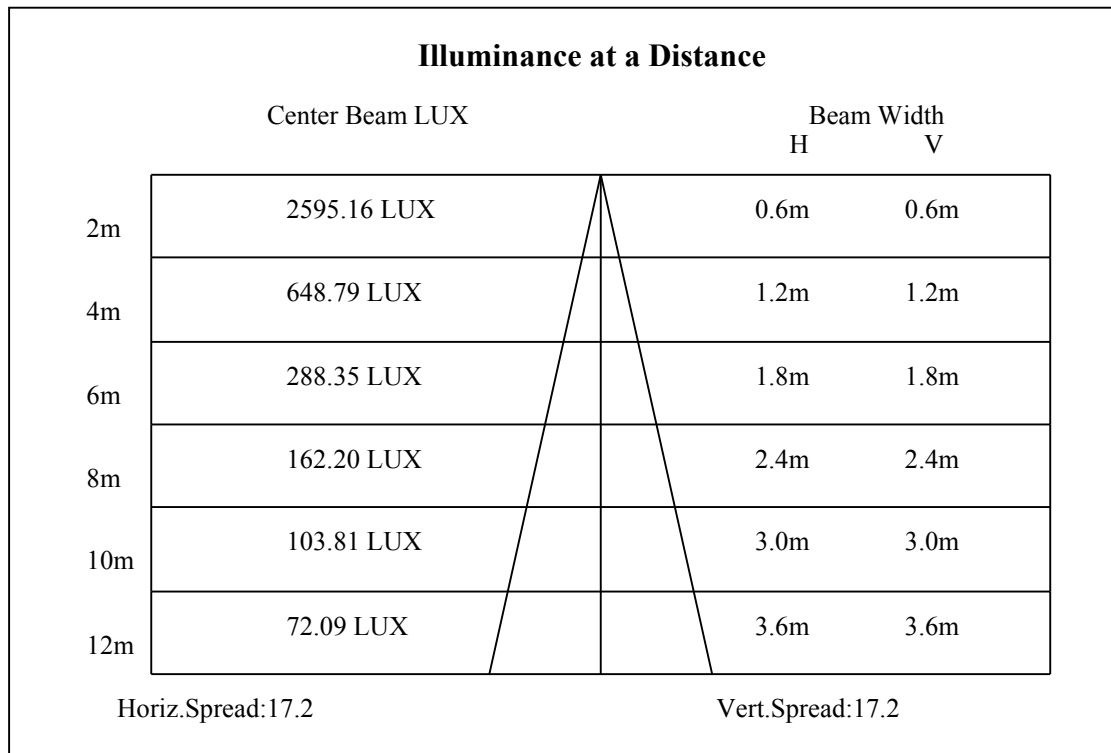 Illuminance at a Distance
Center Beam LUX Beam Width
H V
2m 2595.16 LUX 0.6m 0.6m
4m 648.79 LUX 1.2m 1.2m
6m 288.35 LUX 1.8m 1.8m
8m 162.20 LUX 2.4m 2.4m
10m 103.81 LUX 3.0m 3.0m
12m 72.09 LUX 3.6m 3.6m
Horiz.Spread:17.2 Vert.Spread:17.2